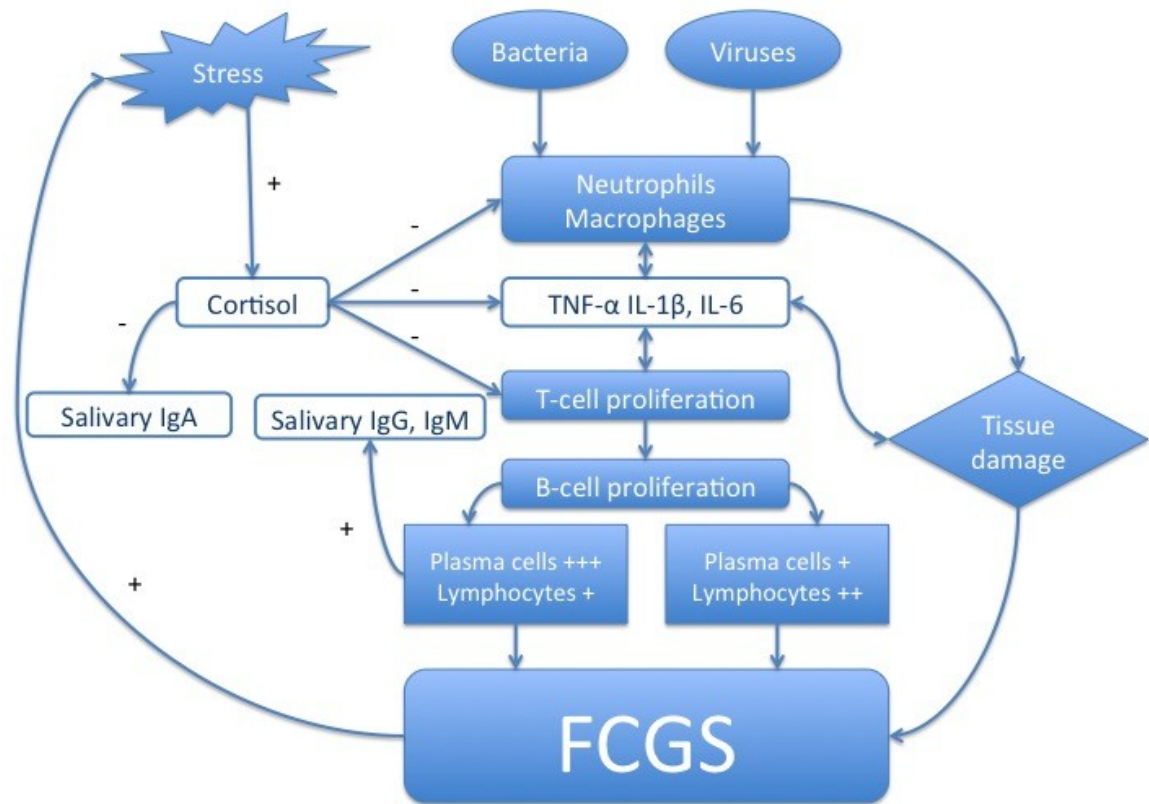 Stress
Bacteria
Viruses
+
Neutrophils
Macrophages
-
Cortisol
-
TNF-α IL-1β, IL-6
-
-
Salivary IgA
Salivary IgG, IgM
T-cell proliferation
Tissue
damage
B-cell proliferation
+
Plasma cells +++
Lymphocytes +
Plasma cells +
Lymphocytes ++
+
FCGS